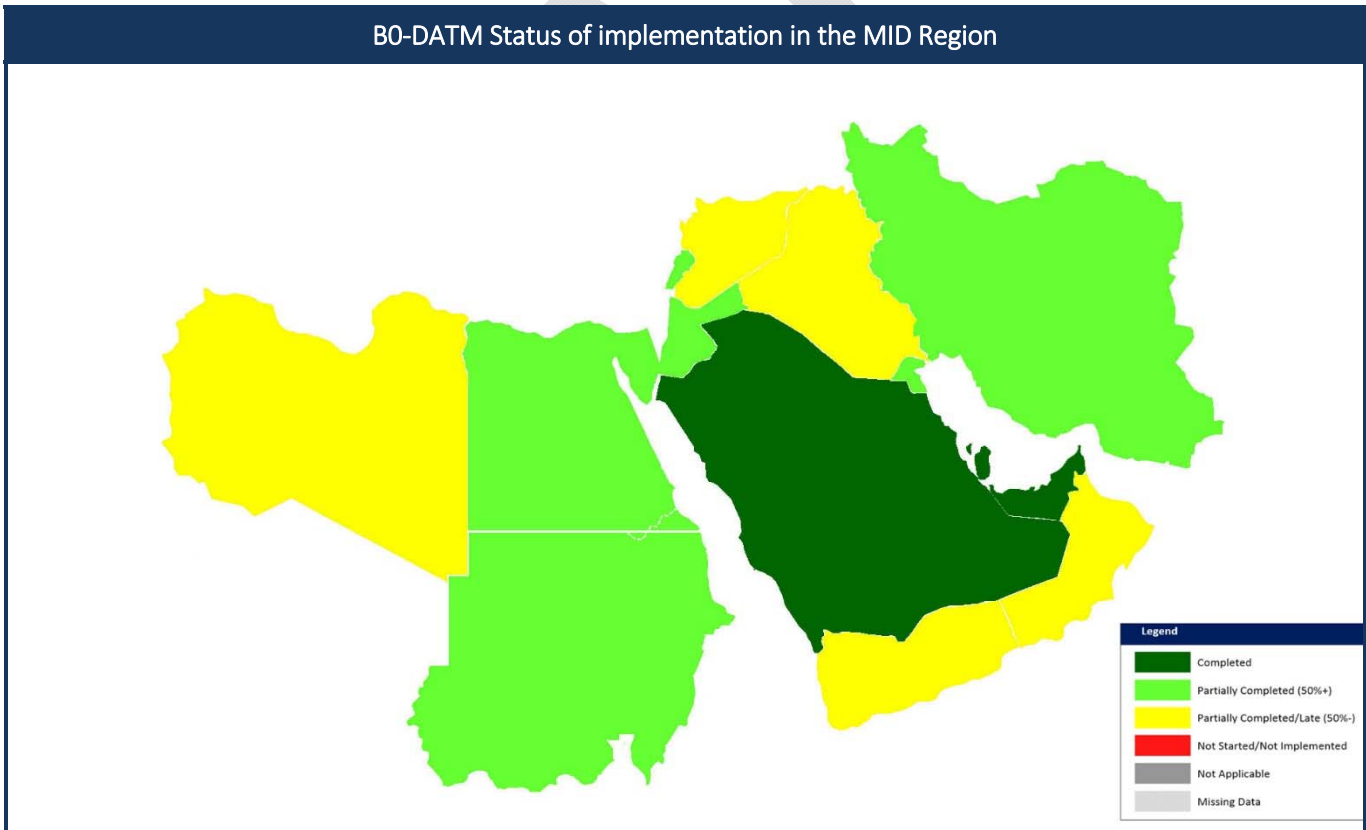 B0-DATM Status of implementation in the MID Region
Legend
Completed
Partially Completed (50%+)
Partially Completed/Late (50%-)
Not Started/Not Implemented
Not Applicable
Missing Data